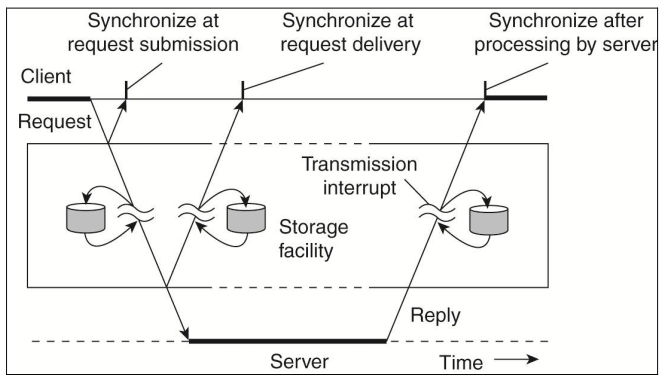 Synchronize at
request submission
Synchronize at
request delivery
Synchronize after
processing by server
Client
Request
Transmission
interrupt
Storage
facility
Reply
Server
Time